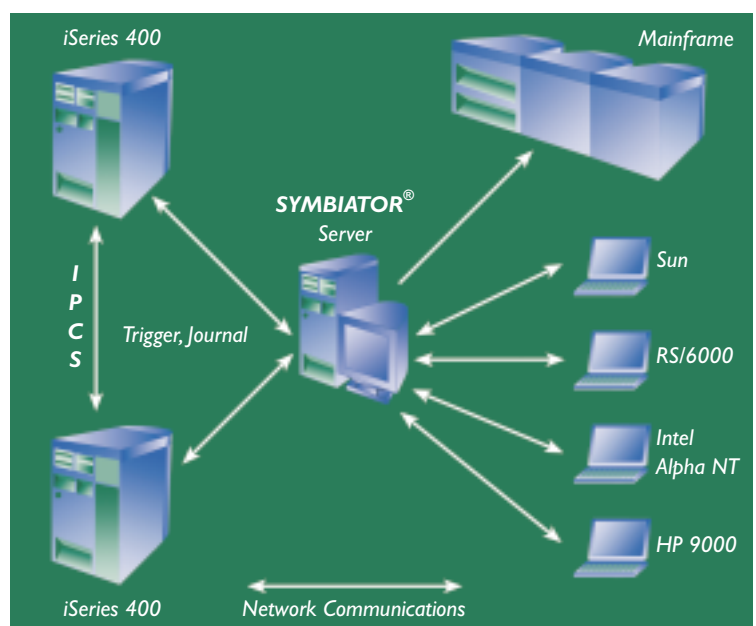 iSeries 400
Mainframe
SYMBIATOR®
Server
Sun
I
P
C
S
Trigger, Journal
RS/6000
Intel
Alpha NT
HP 9000
iSeries 400
Network Communications